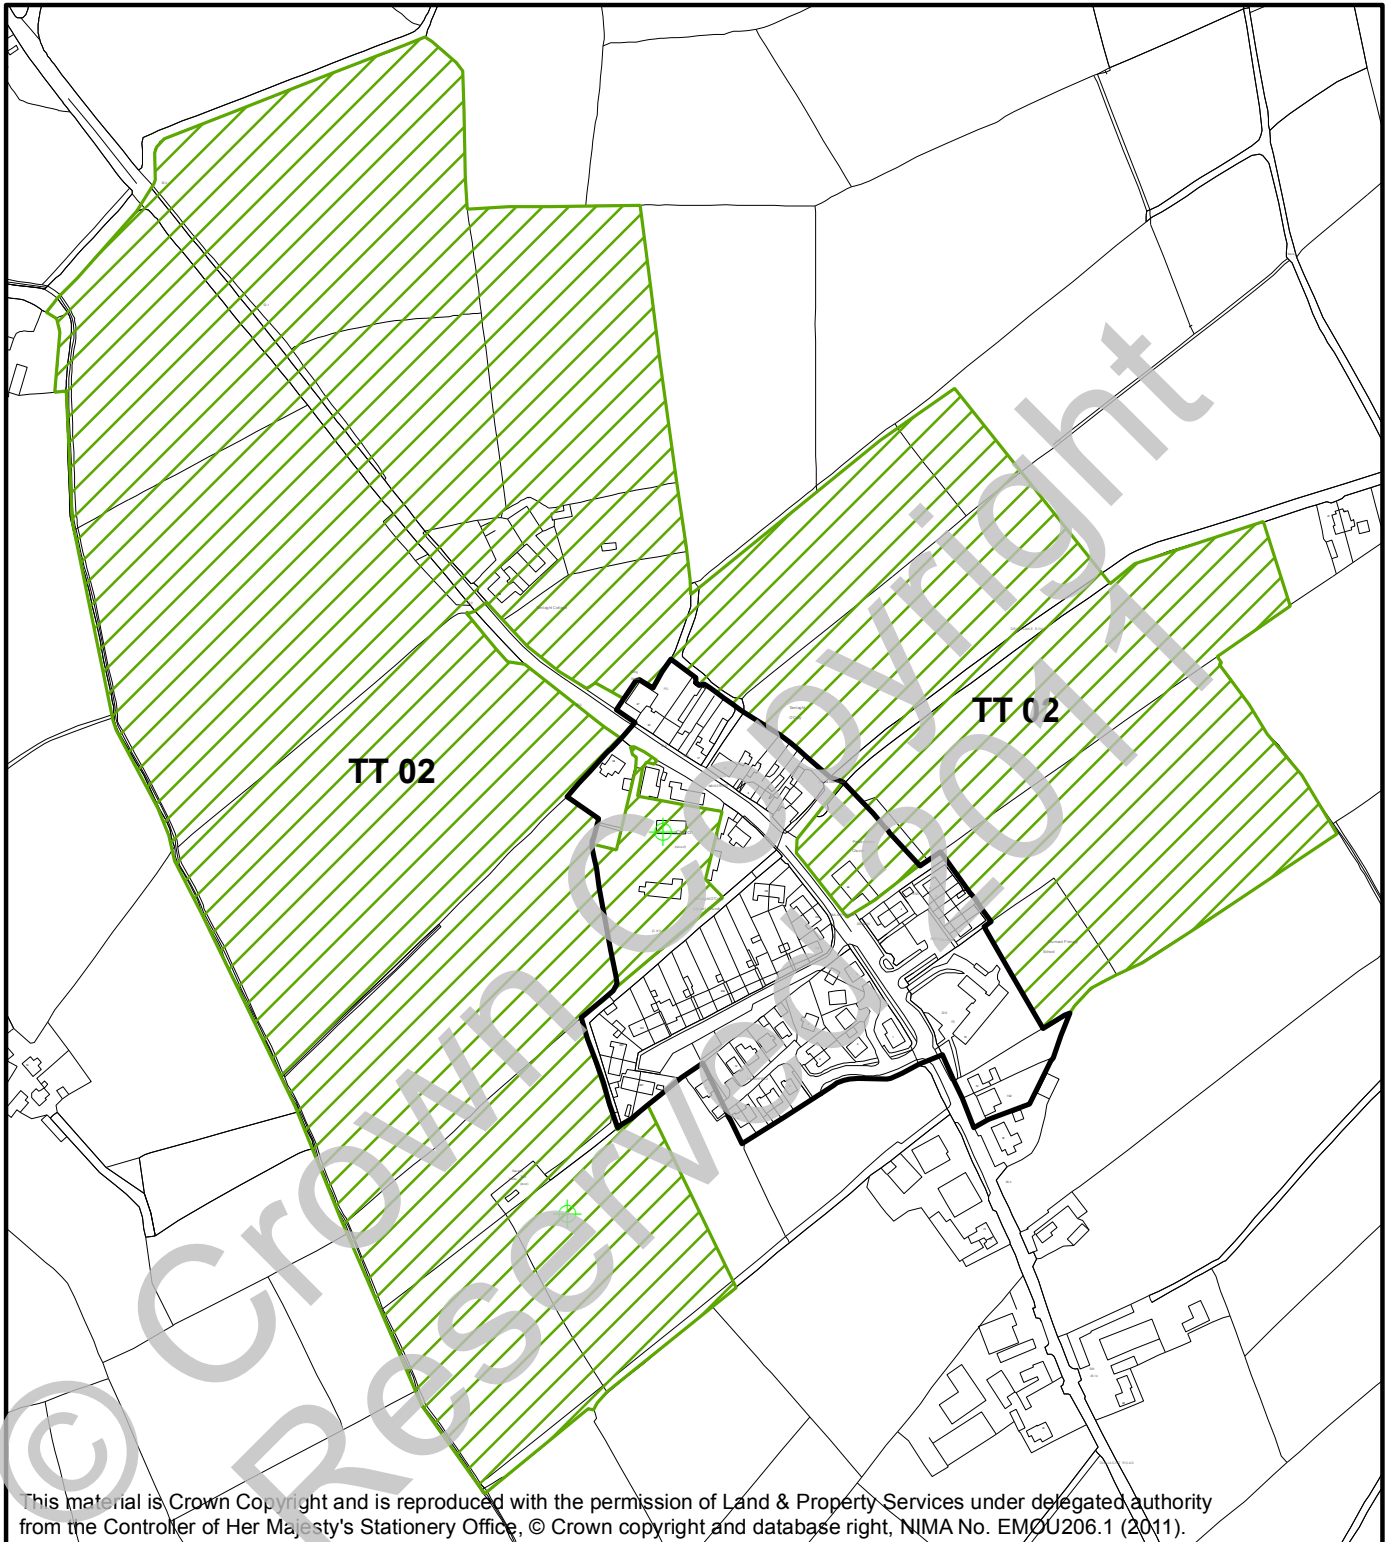 TT 02
TT 02
© Crown Copyright
Reserved 2011
This material is Crown Copyright and is reproduced with the permission of Land & Property Services under delegated authority
from the Controller of Her Majesty's Stationery Office, © Crown copyright and database right, NIMA No. EMOU206.1 (2011).